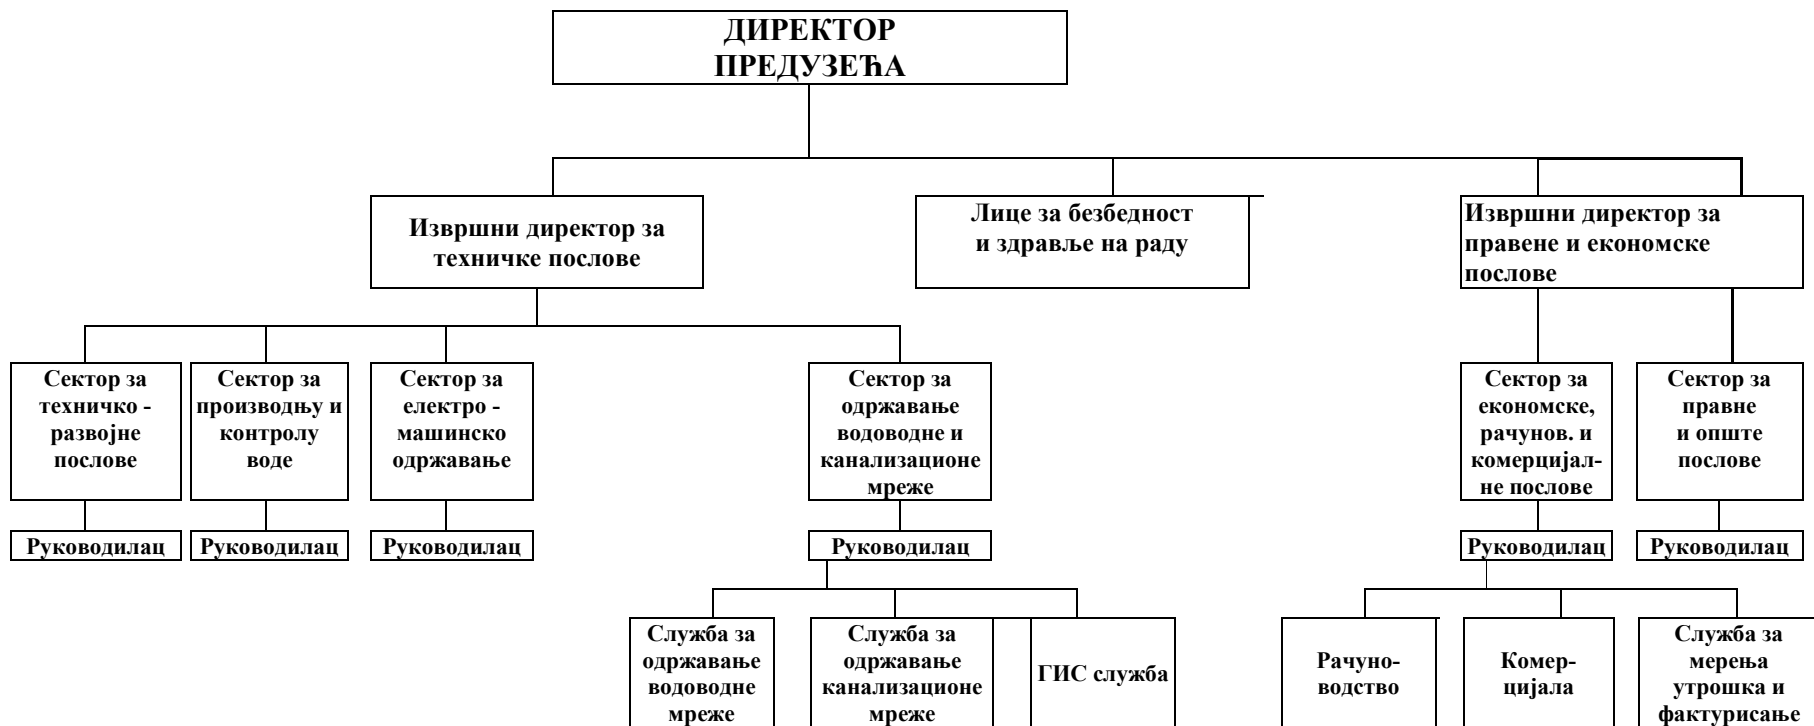 ДИРЕКТОР
ПРЕДУЗЕЋА
Извршни директор за
техничке послове
Лице за безбедност
и здравље на раду
Извршни директор за
правене и економске
послове
Сектор за
техничко -
развојне
послове
Сектор за
производњу и
контролу
воде
Сектор за
електро -
машинско
одржавање
Сектор за
одржавање
водоводне и
канализационе
мреже
Сектор за
економске,
рачунов. и
комерцијал-
не послове
Сектор за
правне
и опште
послове
Руководилац
Руководилац
Руководилац
Руководилац
Руководилац
Руководилац
Служба за
одржавање
водоводне
мреже
Служба за
одржавање
канализационе
мреже
ГИС служба
Рачуно-
водство
Комер-
цијала
Служба за
мерења
утрошка и
фактурисање